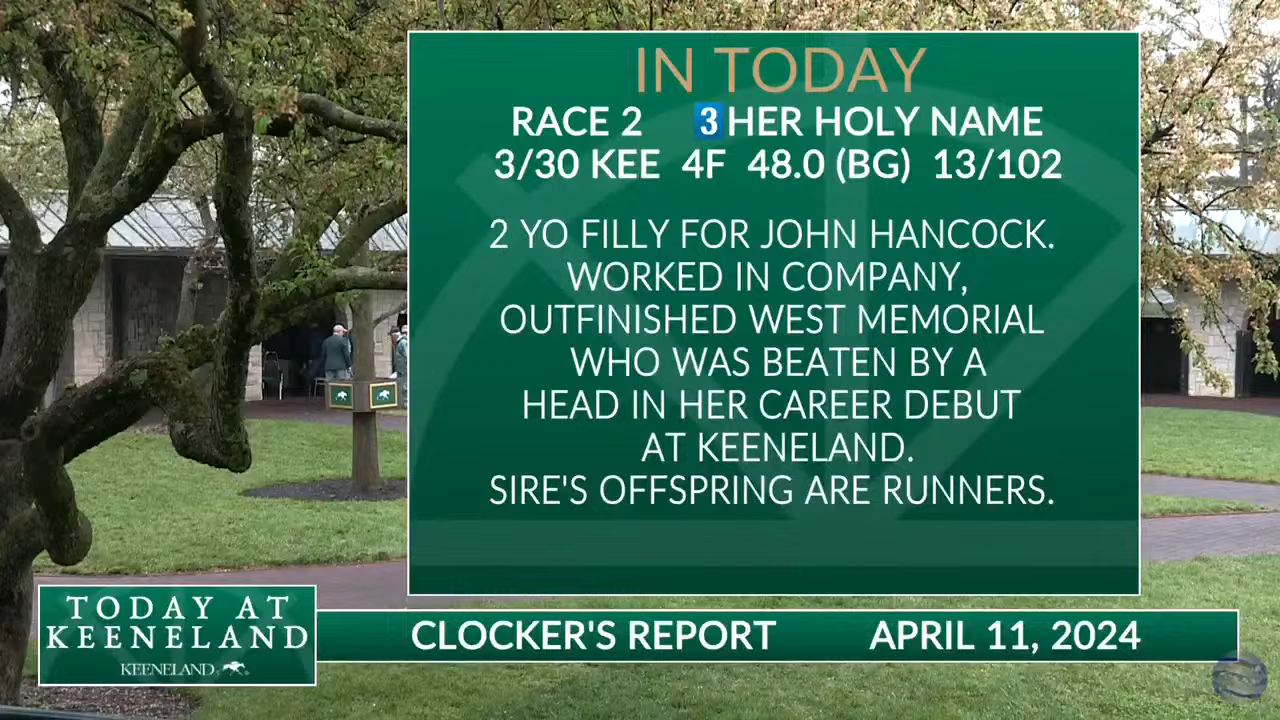 IN TODAY
RACE 2 3 HER HOLY NAME
3/30 KEE 4F 48.0 (BG) 13/102
2 YO FILLY FOR JOHN HANCOCK.
WORKED IN COMPANY,
OUTFINISHED WEST MEMORIAL
WHO WAS BEATEN BY A
HEAD IN HER CAREER DEBUT
AT KEENELAND.
SIRE'S OFFSPRING ARE RUNNERS.
TODAY AT
KEENELAND
KEENELAND
CLOCKER'S REPORT APRIL 11, 2024